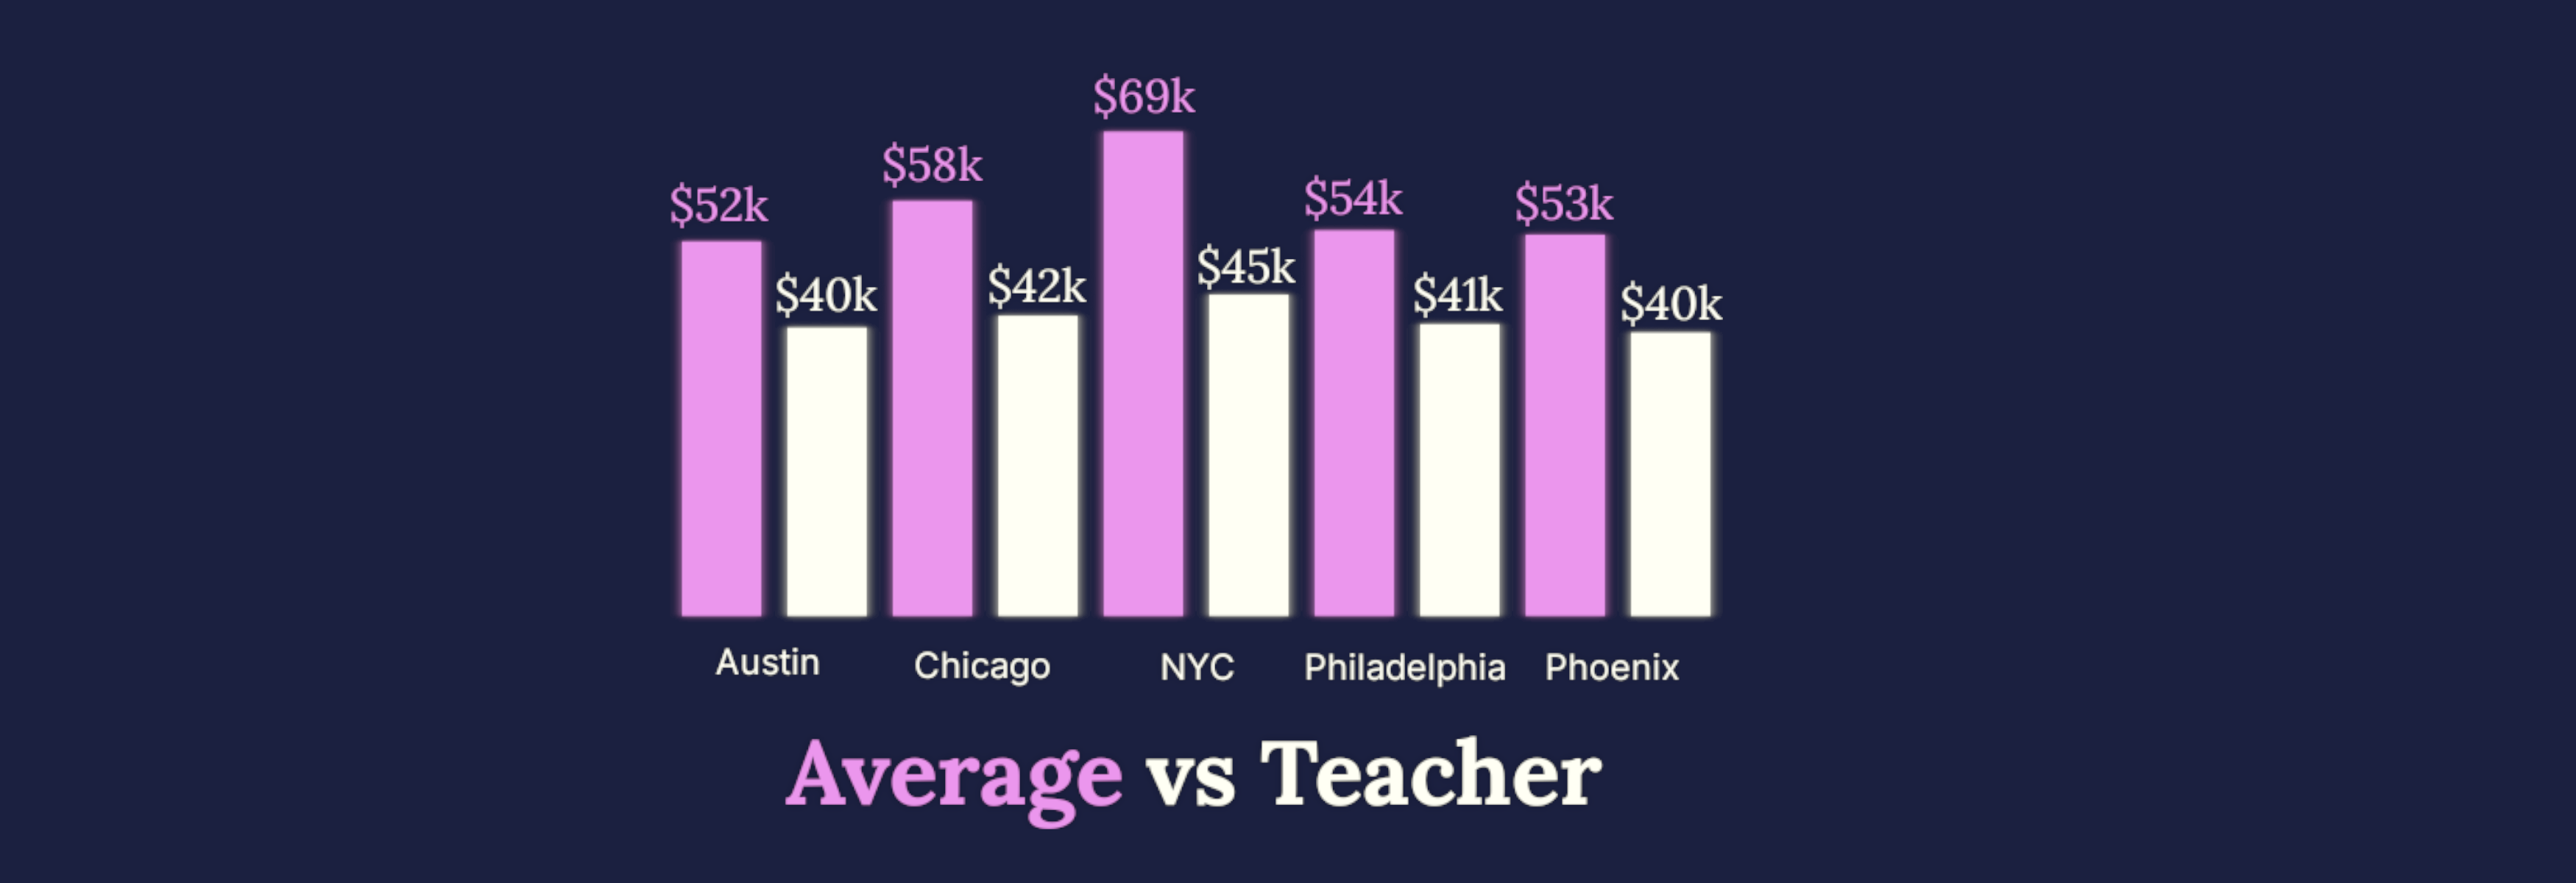 $69k
$58k
$52k
$54k
$53k
$45k
$42k
$40k
$41k
$40k
Austin Chicago NYC Philadelphia Phoenix
Average vs Teacher